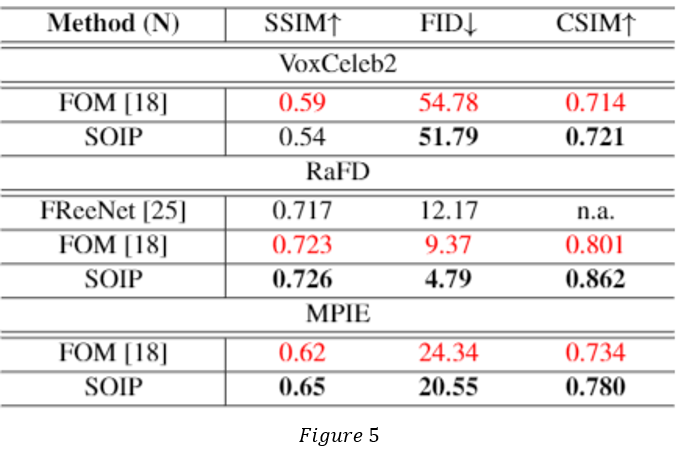 Method (N) SSIM↑ FID↓ CSIM↑
VoxCeleb2
FOM [18] 0.59 54.78 0.714
SOIP 0.54 51.79 0.721
RaFD
FReeNet [25] 0.717 12.17 n.a.
FOM [18] 0.723 9.37 0.801
SOIP 0.726 4.79 0.862
MPIE
FOM [18] 0.62 24.34 0.734
SOIP 0.65 20.55 0.780
Figure 5